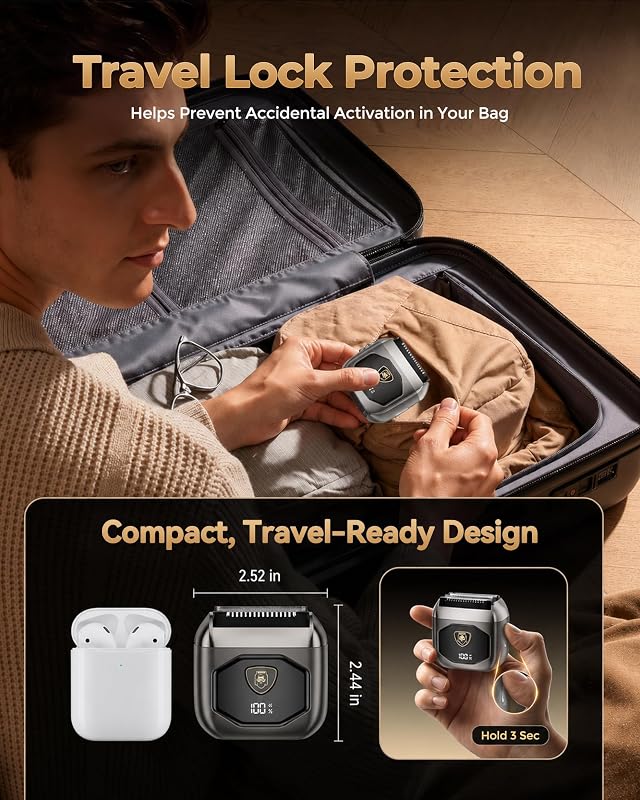 Travel Lock Protection
Helps Prevent Accidental Activation in Your Bag
Compact, Travel-Ready Design
2.52 in
2.44 in
100 %
Hold 3 Sec